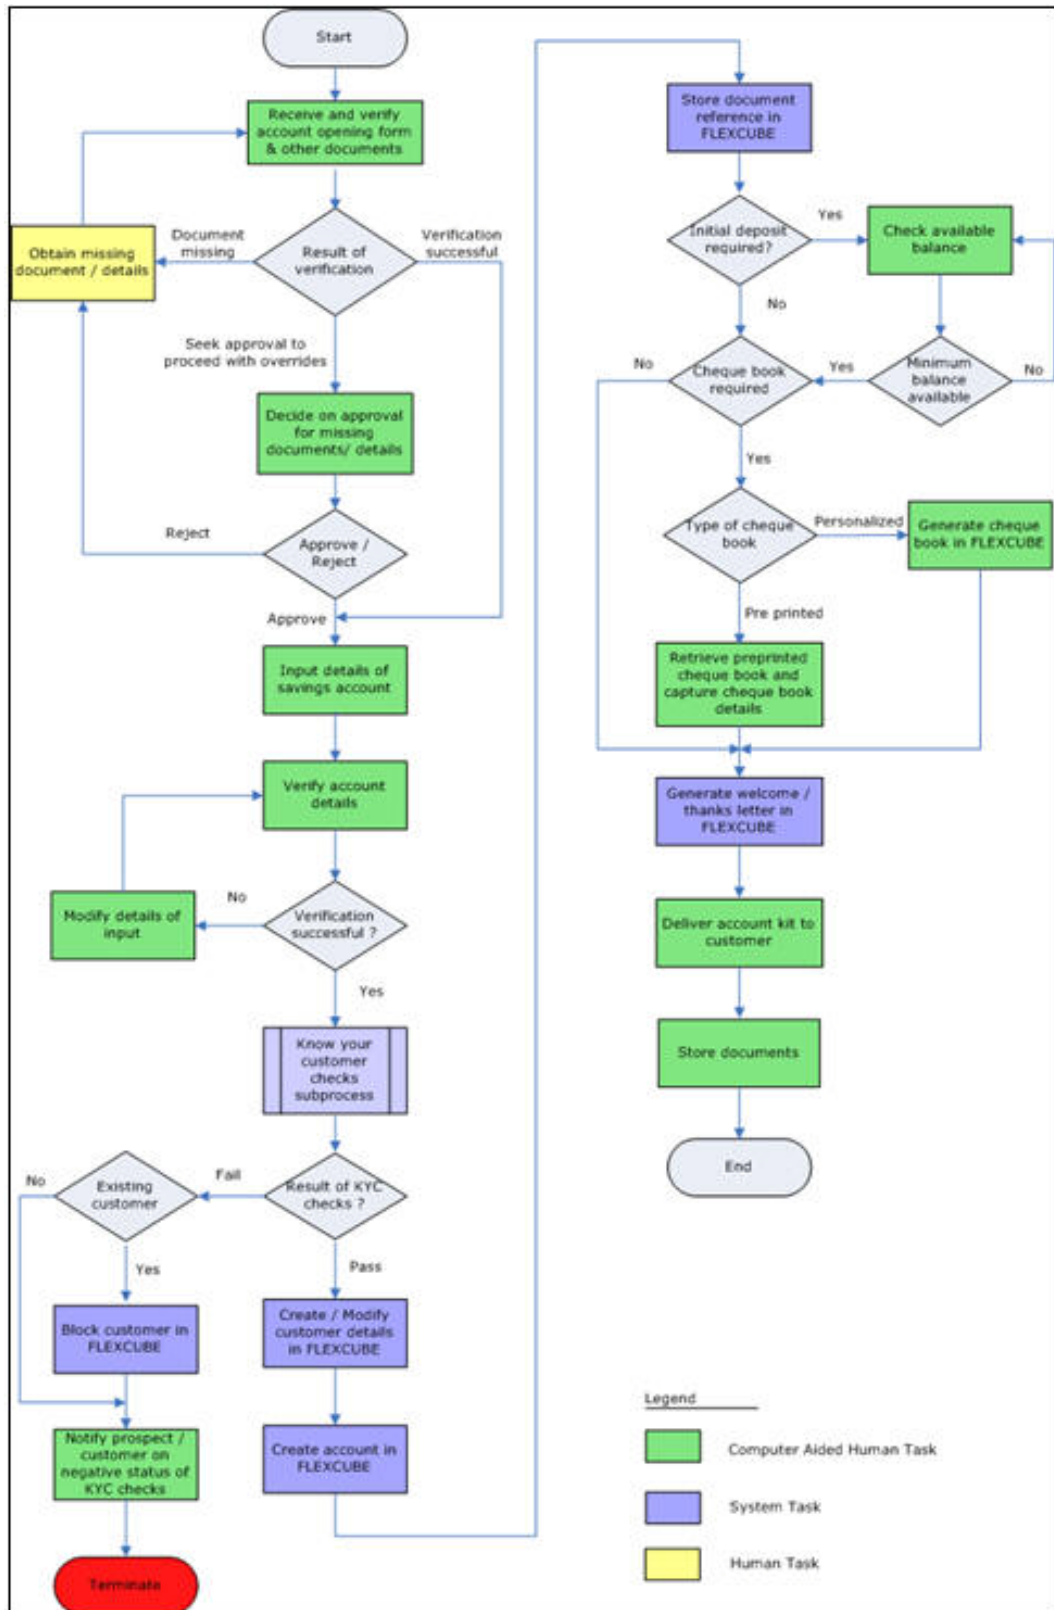 Start
Receive and verify
account opening form
& other documents
Obtain missing
document / details
Document
missing
Result of
verification
Verification
successful
Seek approval to
proceed with overrides
Decide on approval
for missing
documents/ details
Reject
Approve /
Reject
Approve
Input details of
savings account
Verify account
details
Modify details of
input
No
Verification
successful ?
Yes
Know your
customer
checks
subprocess
No
Existing
customer
Fail
Result of KYC
checks ?
Yes
Pass
Block customer in
FLEXCUBE
Create / Modify
customer details
in FLEXCUBE
Notify prospect /
customer on
negative status of
KYC checks
Create account in
FLEXCUBE
Terminate
Store document
reference in
FLEXCUBE
Initial deposit
required?
Yes
Check available
balance
No
No
Cheque book
required
Yes
Minimum
balance
available
No
Yes
Type of cheque
book
Personalized
Generate cheque
book in FLEXCUBE
Pre printed
Retrieve preprinted
cheque book and
capture cheque book
details
Generate welcome /
thanks letter in
FLEXCUBE
Deliver account kit to
customer
Store documents
End
Legend
Computer Aided Human Task
System Task
Human Task